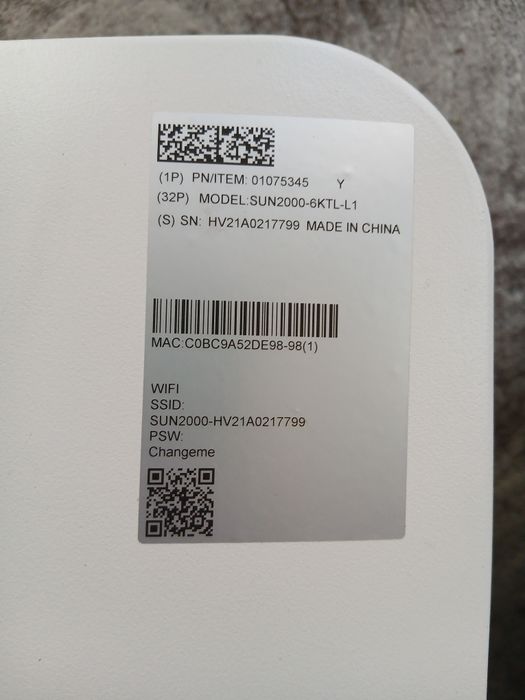 (1P) PN/ITEM: 01075345 Y
(32P) MODEL:SUN2000-6KTL-L1
(S) SN: HV21A0217799 MADE IN CHINA
MAC:C0BC9A52DE98-98(1)
WIFI
SSID:
SUN2000-HV21A0217799
PSW:
Changeme